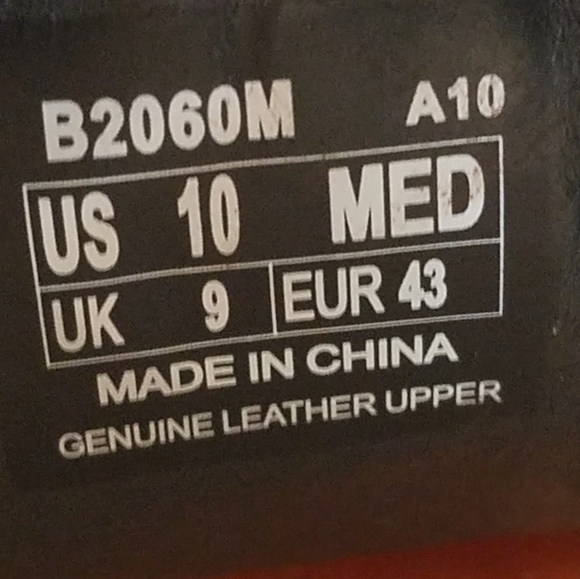 B2060M A10
US 10 MED
UK 9 EUR 43
MADE IN CHINA
GENUINE LEATHER UPPER